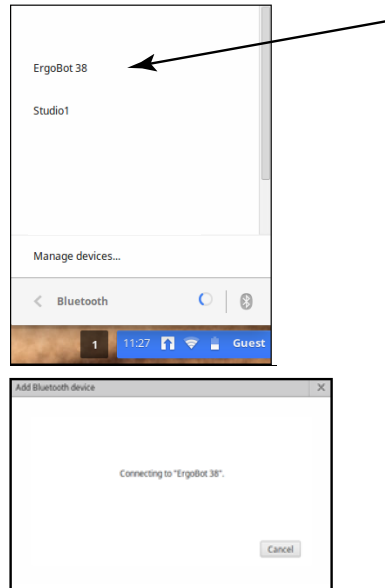 ErgoBot 38
Studio1
Manage devices...
< Bluetooth
1 11:27 Guest
Add Bluetooth device
Connecting to "ErgoBot 38".
Cancel